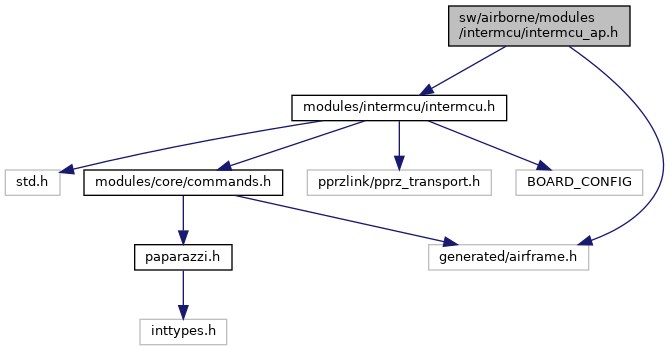 sw/airborne/modules
/intermcu/intermcu_ap.h
modules/intermcu/intermcu.h
std.h
modules/core/commands.h
pprzlink/pprz_transport.h
BOARD_CONFIG
paparazzi.h
generated/airframe.h
inttypes.h